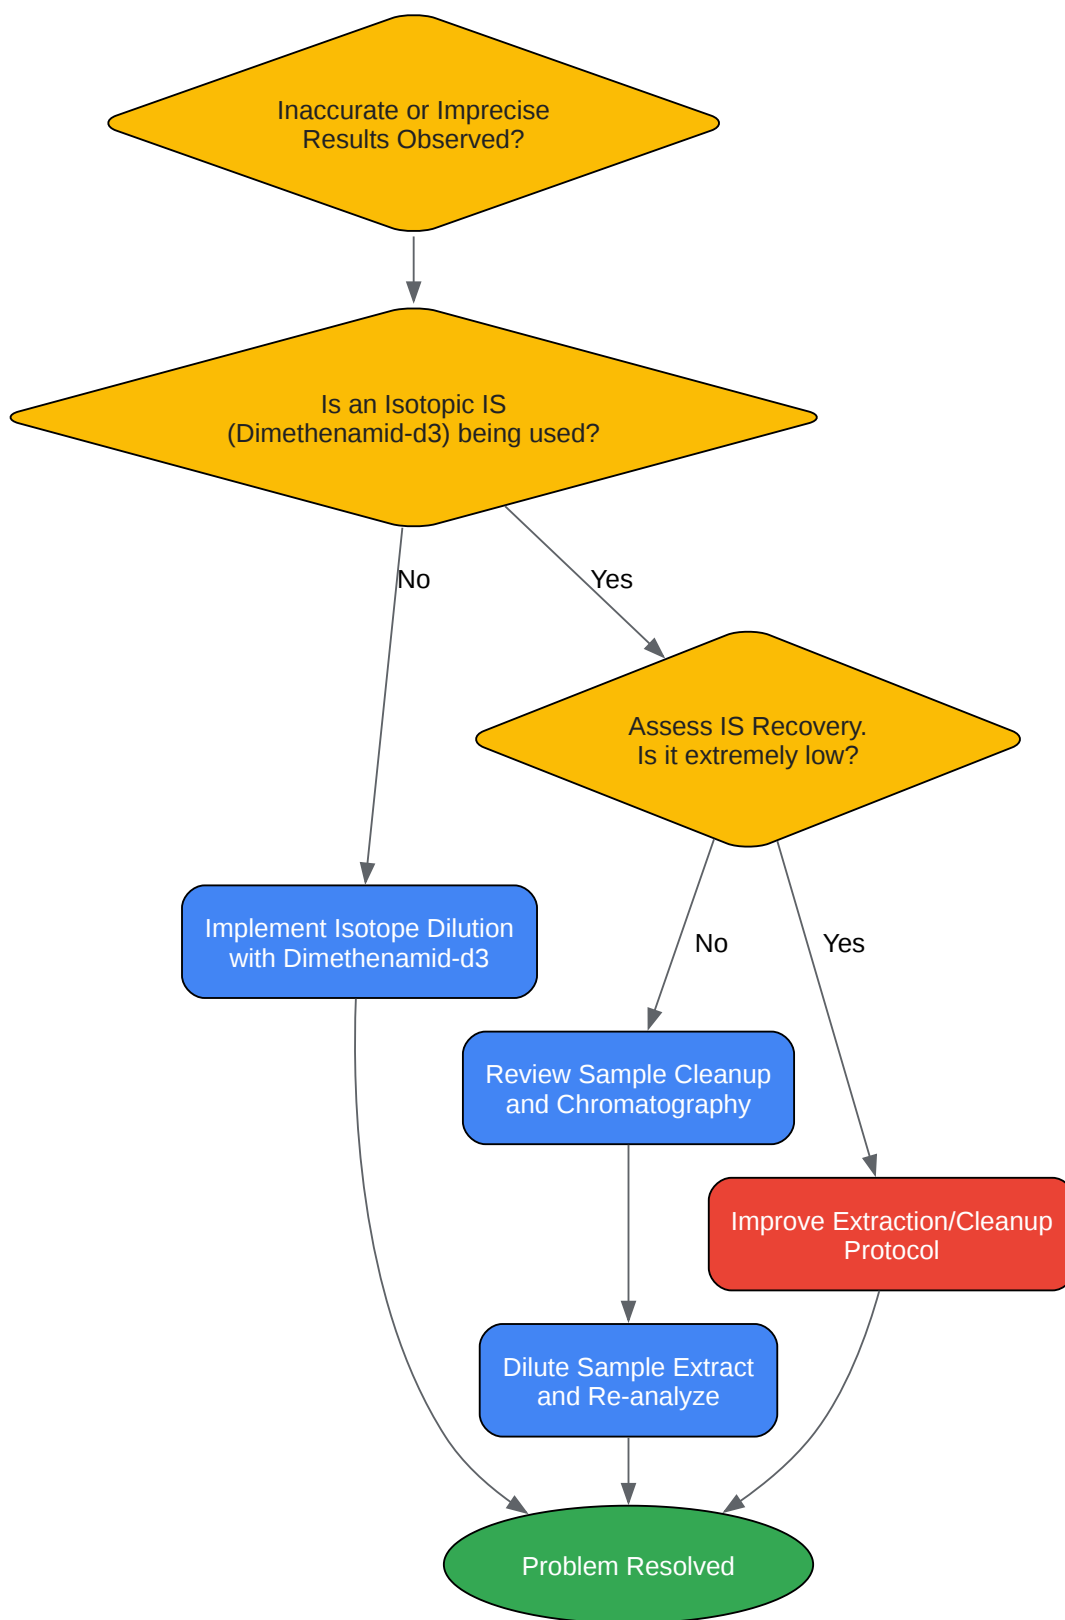 Inaccurate or Imprecise
Results Observed?
Is an Isotopic IS
(Dimethenamid-d3) being used?
No
Yes
Assess IS Recovery.
Is it extremely low?
Implement Isotope Dilution
with Dimethenamid-d3
No
Yes
Review Sample Cleanup
and Chromatography
Improve Extraction/Cleanup
Protocol
Dilute Sample Extract
and Re-analyze
Problem Resolved